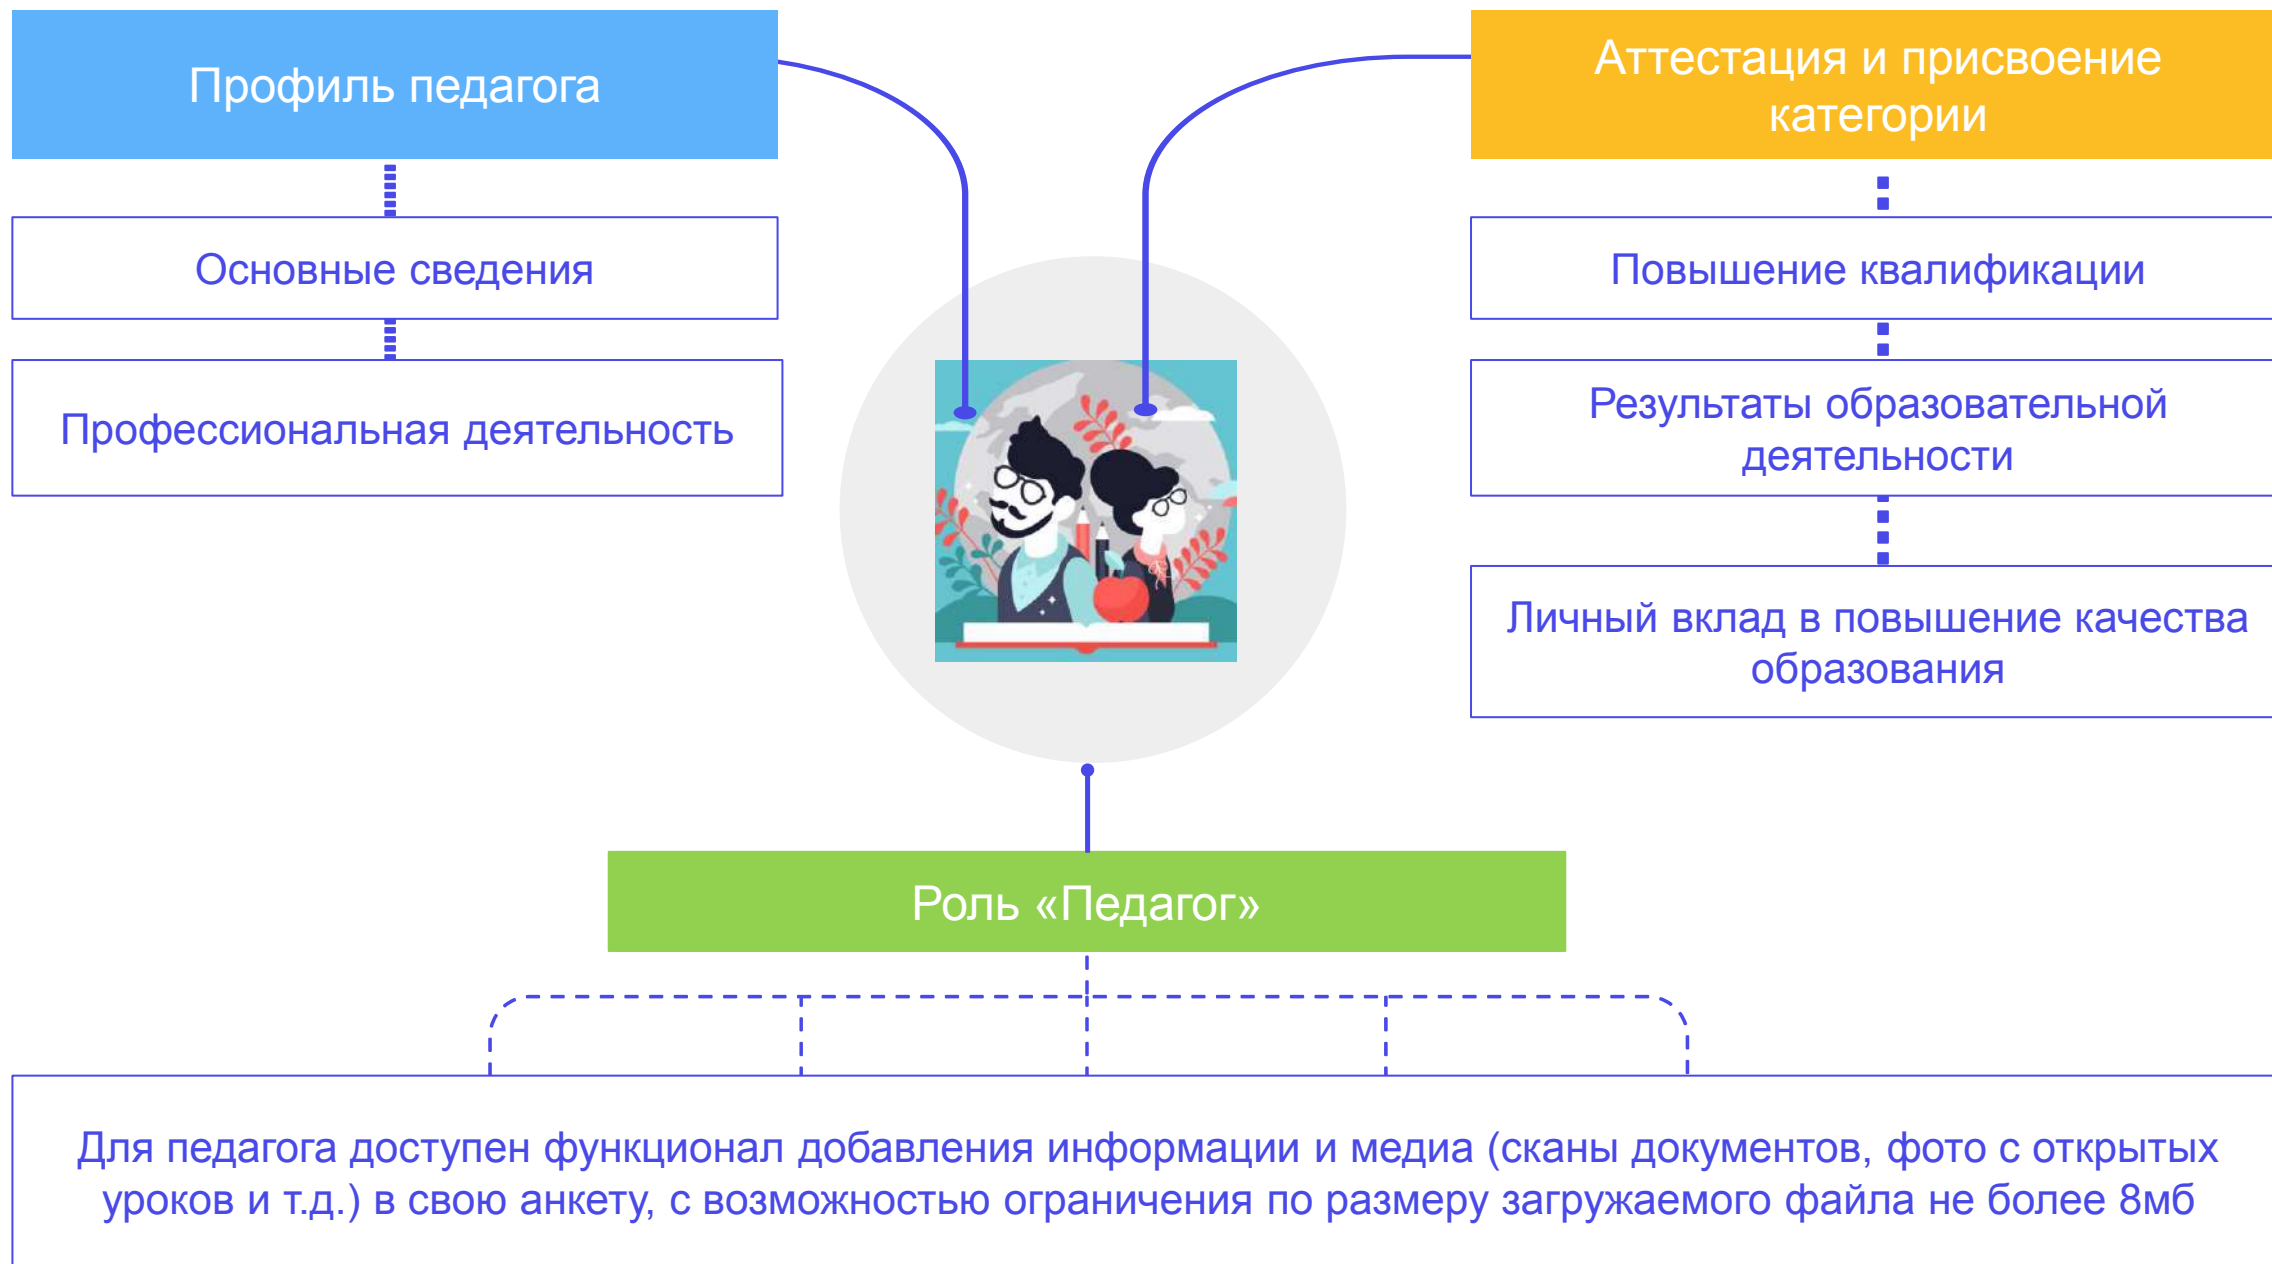 Профиль педагога
Основные сведения
Профессиональная деятельность
Аттестация и присвоение
категории
Повышение квалификации
Результаты образовательной
деятельности
Личный вклад в повышение качества
образования
Роль «Педагог»
Для педагога доступен функционал добавления информации и медиа (сканы документов, фото с открытых
уроков и т.д.) в свою анкету, с возможностью ограничения по размеру загружаемого файла не более 8мб